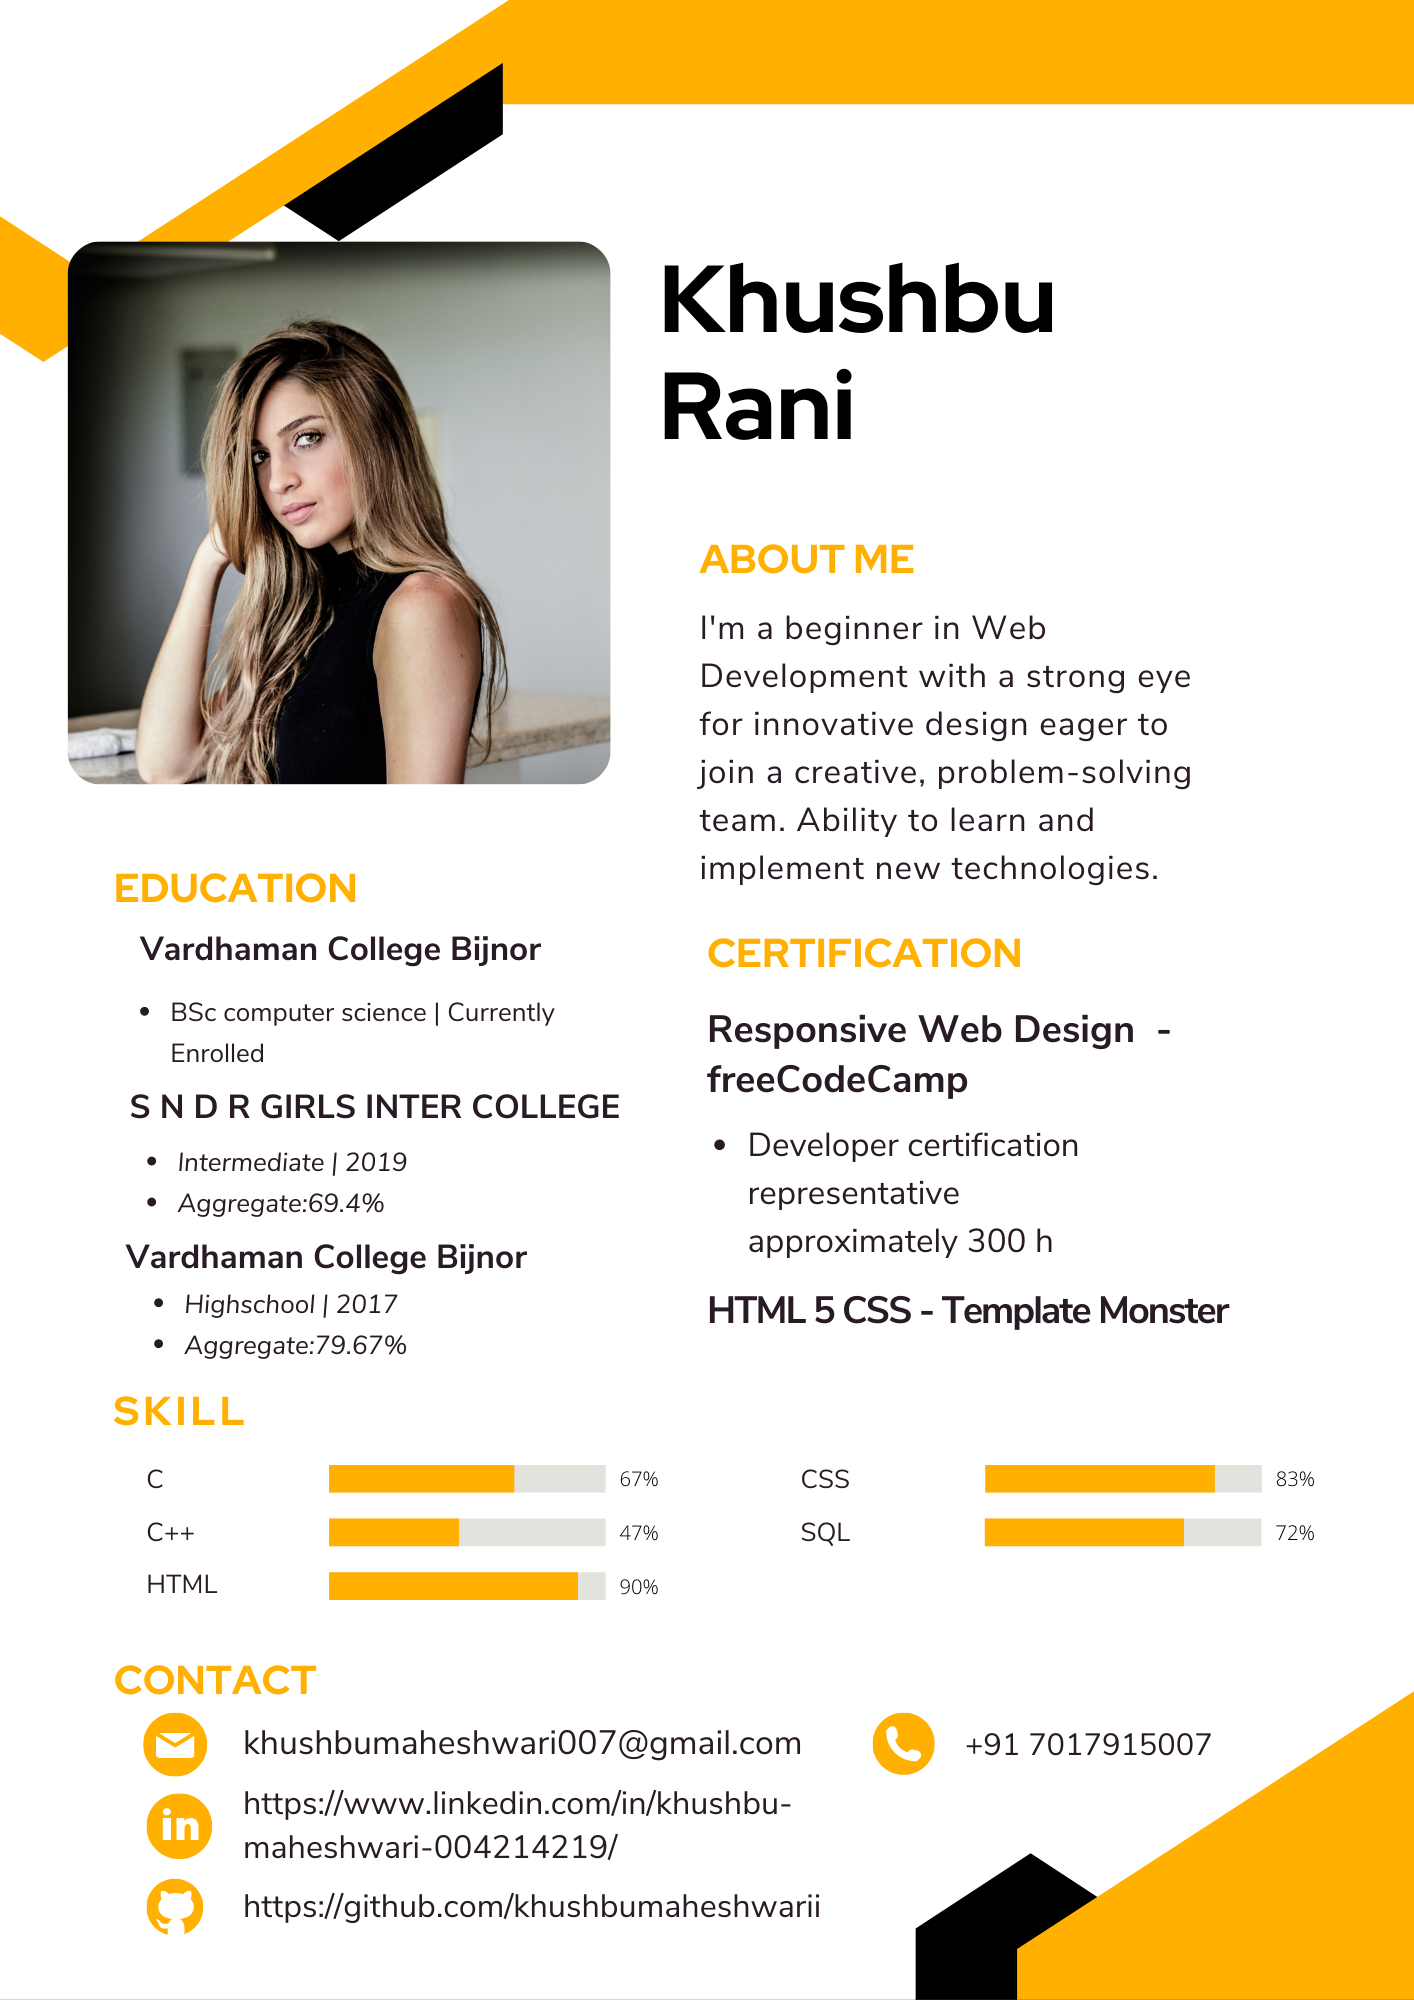 Khushbu
Rani
ABOUT ME
I'm a beginner in Web
Development with a strong eye
for innovative design eager to
join a creative, problem-solving
team. Ability to learn and
implement new technologies.
EDUCATION
Vardhaman College Bijnor
• BSc computer science | Currently
Enrolled
S N D R GIRLS INTER COLLEGE
• Intermediate | 2019
• Aggregate:69.4%
Vardhaman College Bijnor
• Highschool | 2017
• Aggregate:79.67%
CERTIFICATION
Responsive Web Design -
freeCodeCamp
• Developer certification
representative
approximately 300 h
HTML 5 CSS - Template Monster
SKILL
C 67%
C++ 47%
HTML 90%
CSS 83%
SQL 72%
CONTACT
khushbumaheshwari007@gmail.com
+91 7017915007
https://www.linkedin.com/in/khushbu-
maheshwari-004214219/
https://github.com/khushbumaheshwarii